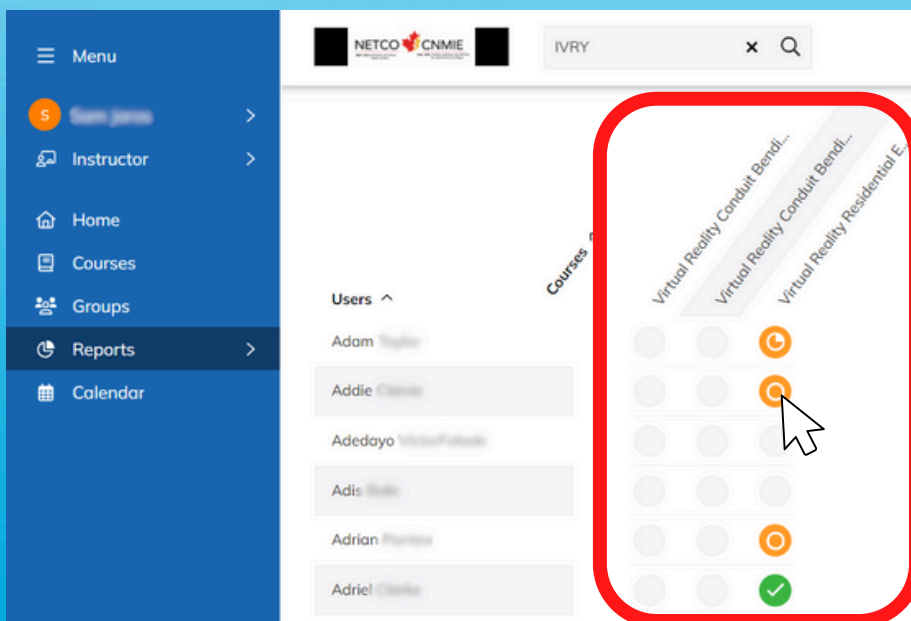 Menu
NETCO CNMIE
IVRY
S
Instructor
Home
Courses
Groups
Reports
Calendar
Users
Courses
Virtual Reality Conduit Bendi...
Virtual Reality Conduit Bendi...
Virtual Reality Residential E...
Adam
Addie
Adedayo
Adis
Adrian
Adriel